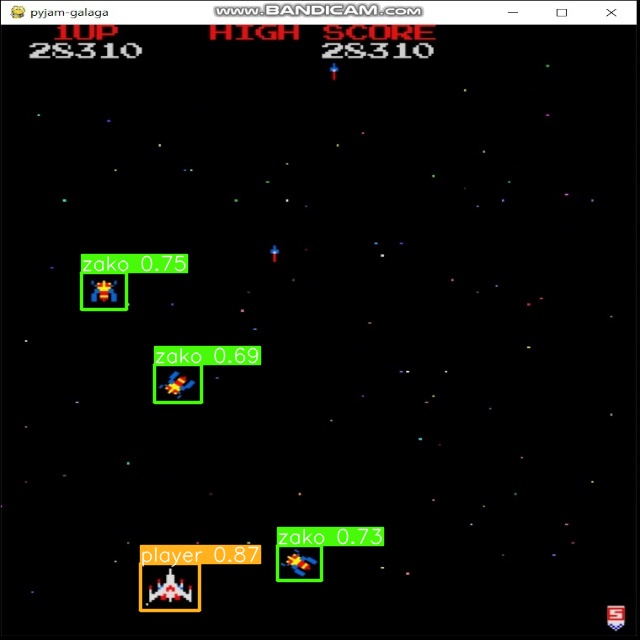 pyjam-galaga
www.BANDICAM.com
1UP HIGH SCORE
28310 28310
zako 0.75
zako 0.69
zako 0.73
player 0.87
5